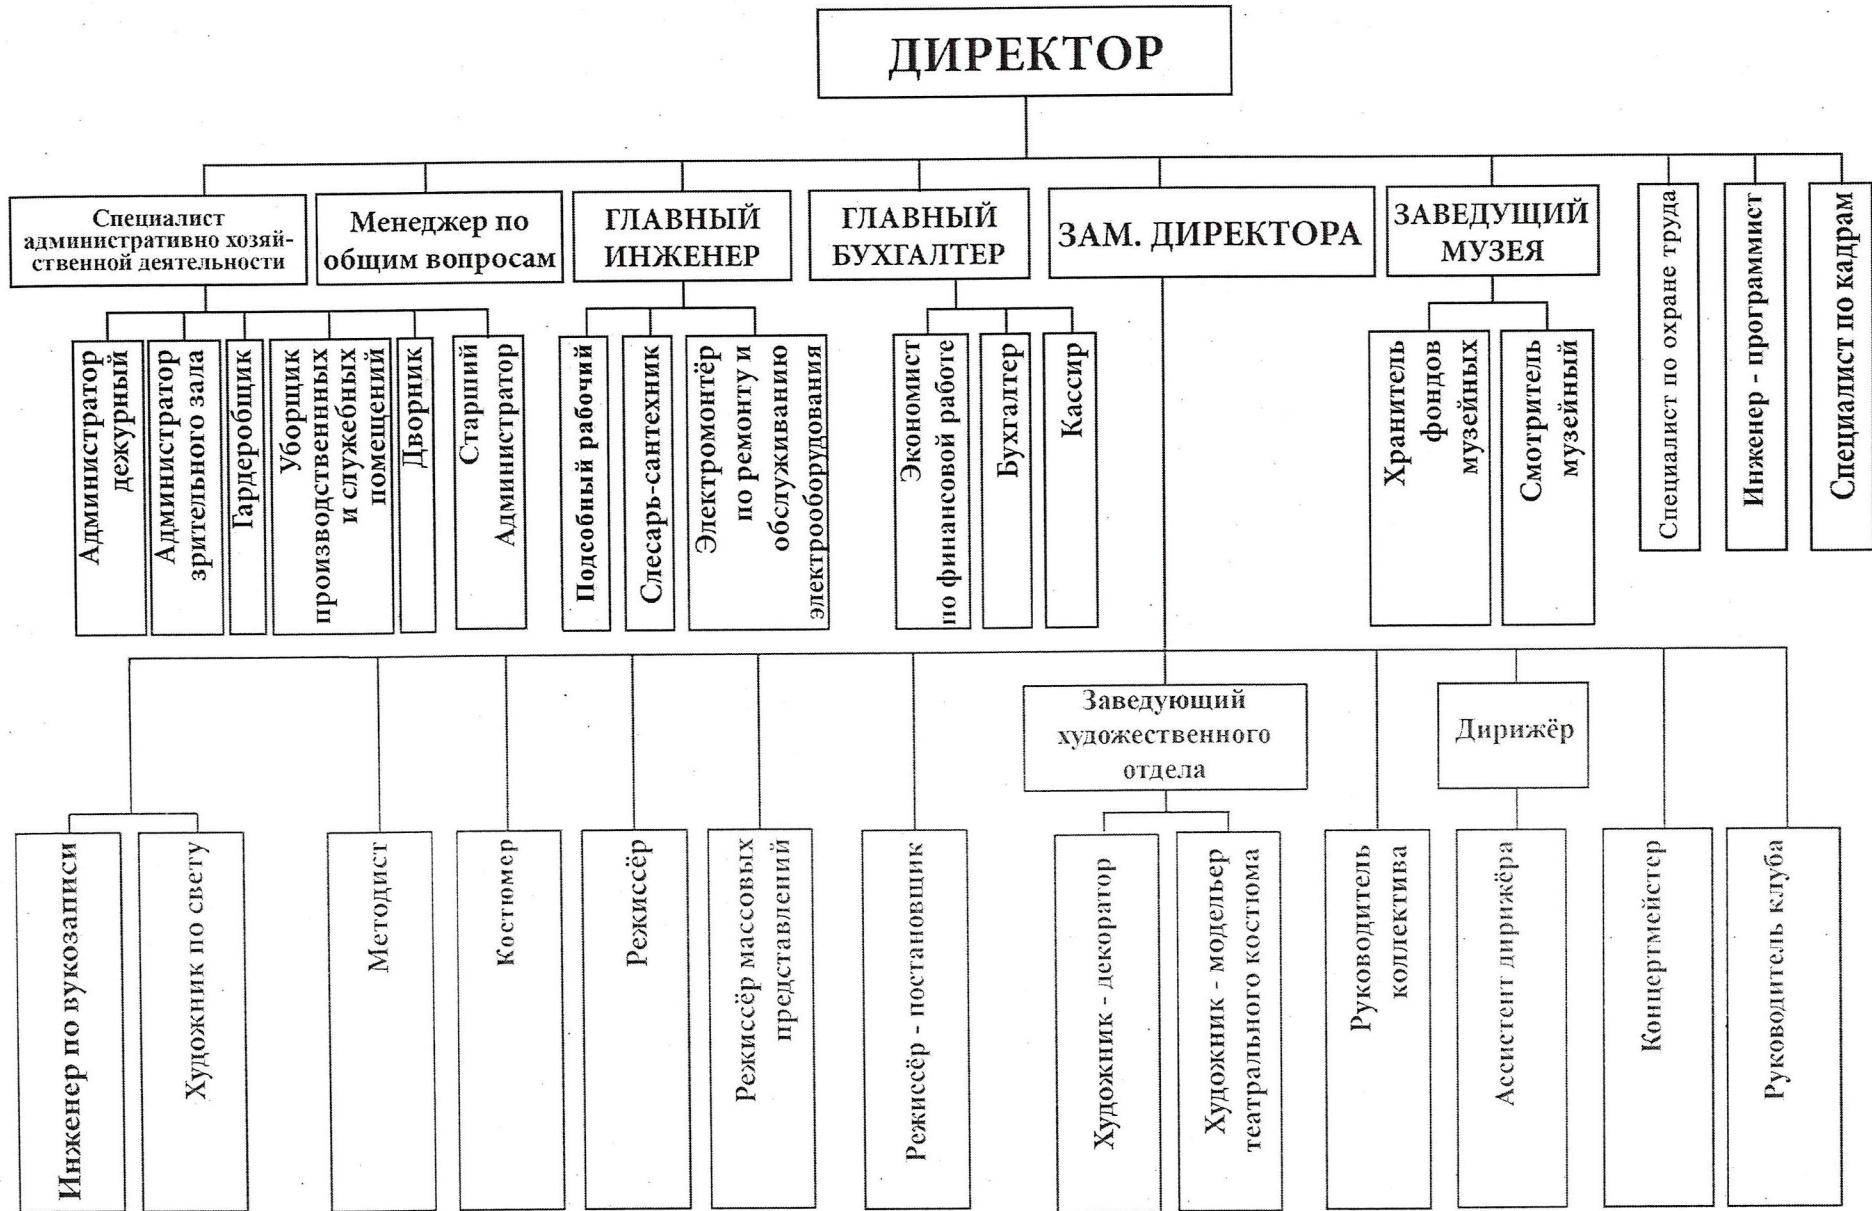 ДИРЕКТОР
Специалист
административно хозяй-
ственной деятельности
Менеджер по
общим вопросам
ГЛАВНЫЙ
ИНЖЕНЕР
ГЛАВНЫЙ
БУХГАЛТЕР
ЗАМ. ДИРЕКТОРА
ЗАВЕДУЩИЙ
МУЗЕЯ
Специалист по охране труда
Инженер - программист
Специалист по кадрам
Администратор
дежурный
Администратор
зрительного зала
Гардеробщик
Уборщик
производственных
и служебных
помещений
Дворник
Старший
Администратор
Подсобный рабочий
Слесарь-сантехник
Электромонтёр
по ремонту и
обслуживанию
электрооборудования
Экономист
по финансовой работе
Бухгалтер
Кассир
Хранитель
фондов
музейных
Смотритель
музейный
Заведующий
художественного
отдела
Дирижёр
Инженер по вукозаписи
Художник по свету
Методист
Костюмер
Режиссёр
Режиссёр массовых
представлений
Режиссёр - постановщик
Художник - декоратор
Художник - модельер
театрального костюма
Руководитель
коллектива
Ассистент дирижёра
Концертмейстер
Руководитель клуба